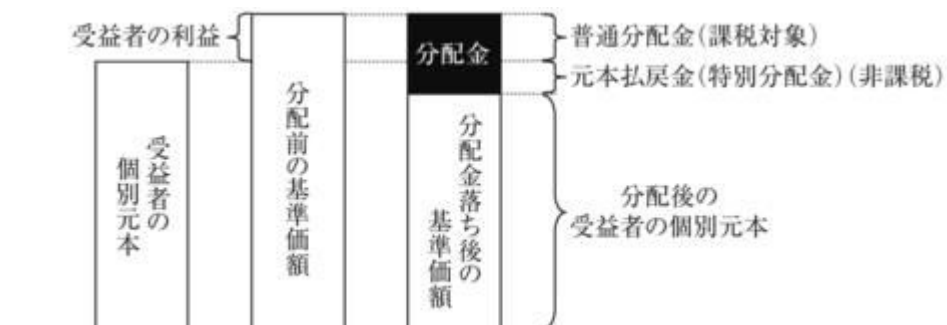 受益者の利益
受益者の
個別元本
分配前の基準価額
分配金
分配金落ち後の
基準価額
普通分配金(課税対象)
元本払戻金(特別分配金)(非課税)
分配後の
受益者の個別元本